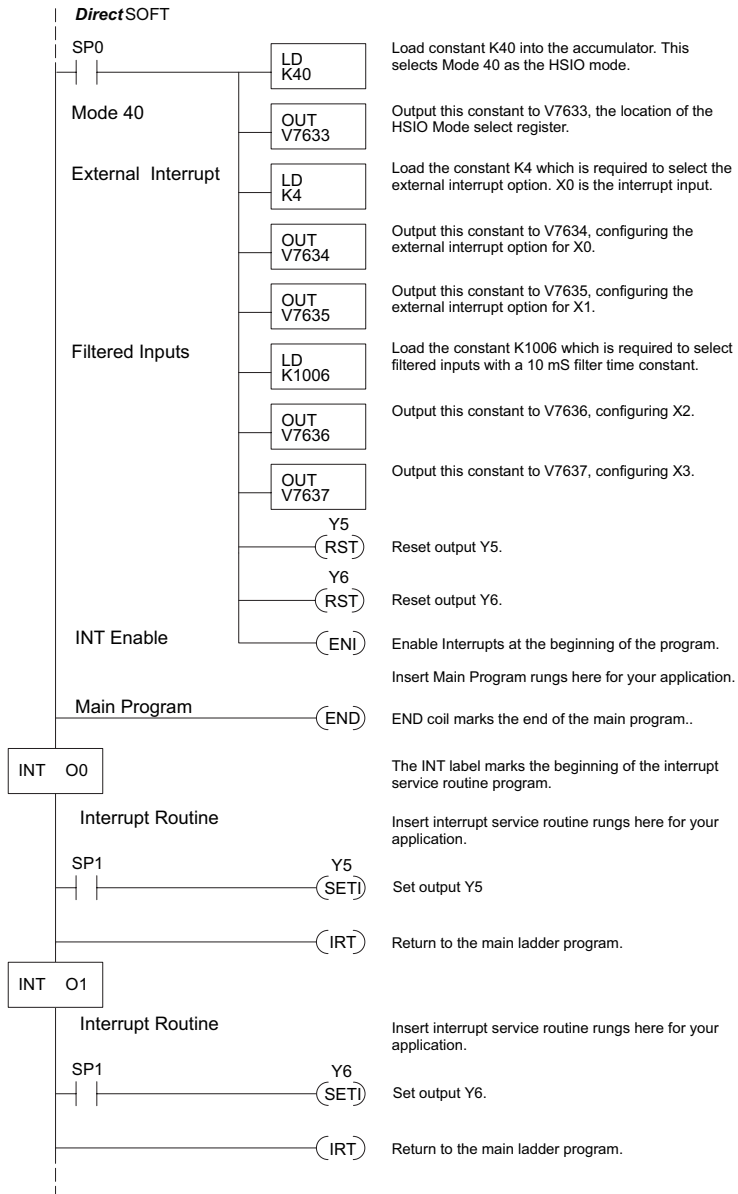 DirectSOFT
SP0
LD
K40
Load constant K40 into the accumulator. This
selects Mode 40 as the HSIO mode.
Mode 40
OUT
V7633
Output this constant to V7633, the location of the
HSIO Mode select register.
External Interrupt
LD
K4
Load the constant K4 which is required to select the
external interrupt option. X0 is the interrupt input.
OUT
V7634
Output this constant to V7634, configuring the
external interrupt option for X0.
OUT
V7635
Output this constant to V7635, configuring the
external interrupt option for X1.
Filtered Inputs
LD
K1006
Load the constant K1006 which is required to select
filtered inputs with a 10 mS filter time constant.
OUT
V7636
Output this constant to V7636, configuring X2.
OUT
V7637
Output this constant to V7637, configuring X3.
Y5
RST
Reset output Y5.
Y6
RST
Reset output Y6.
INT Enable
ENI
Enable Interrupts at the beginning of the program.
Insert Main Program rungs here for your application.
Main Program
END
END coil marks the end of the main program..
INT O0
The INT label marks the beginning of the interrupt
service routine program.
Interrupt Routine
Insert interrupt service routine rungs here for your
application.
SP1
Y5
SETI
Set output Y5
IRT
Return to the main ladder program.
INT O1
Interrupt Routine
Insert interrupt service routine rungs here for your
application.
SP1
Y6
SETI
Set output Y6.
IRT
Return to the main ladder program.